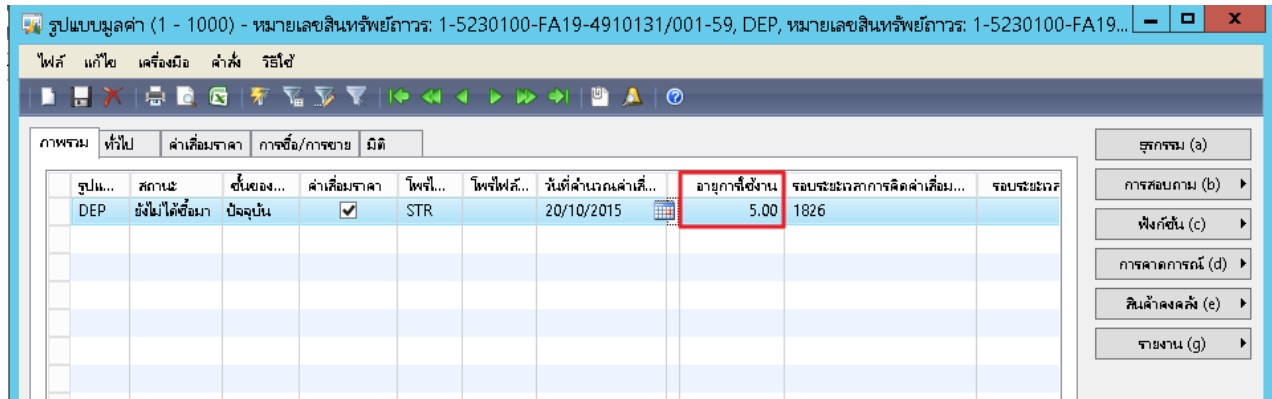 รูปแบบมูลค่า (1 - 1000) - หมายเลขสินทรัพย์ถาวร: 1-5230100-FA19-4910131/001-59, DEP, หมายเลขสินทรัพย์ถาวร: 1-5230100-FA19...
ไฟล์ แก้ไข เครื่องมือ คำสั่ง วิธีใช้
ภาพรวม ทั่วไป ค่าเสื่อมราคา การซื้อ/การขาย มิติ
ธุรกรรม (a)
รูปแ... สถานะ ชั้นของ... ค่าเสื่อมราคา โพรไ... โพรไฟล์... วันที่คำนวณค่าเสื่... อายุการใช้งาน รอบระยะเวลาการคิดค่าเสื่อม... รอบระยะเวล
การสอบถาม (b)
DEP ยังไม่ได้ซื้อมา ปัจจุบัน STR 20/10/2015 5.00 1826
ฟังก์ชัน (c)
การคาดการณ์ (d)
สินค้าคงคลัง (e)
รายงาน (g)